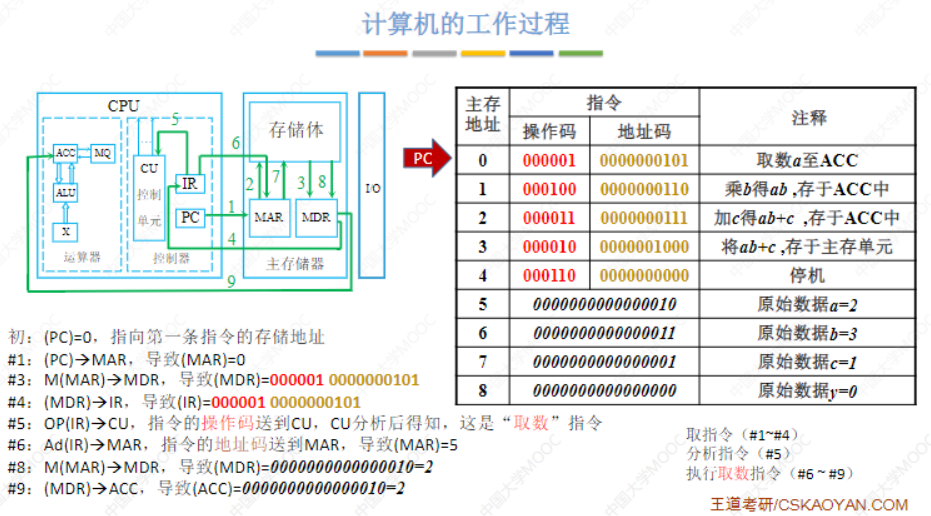 计算机的工作过程
CPU
ACC
MQ
ALU
X
运算器
CU
控制
单元
IR
PC
控制器
5
6
1
4
9
存储体
2
7
3
8
MAR
MDR
主存储器
I/O
PC
主存地址 指令 注释
操作码 地址码
0 000001 0000000101 取数a至ACC
1 000100 0000000110 乘b得ab ,存于ACC中
2 000011 0000000111 加c得ab+c ,存于ACC中
3 000010 0000001000 将ab+c ,存于主存单元
4 000110 0000000000 停机
5 0000000000000010 原始数据a=2
6 0000000000000011 原始数据b=3
7 0000000000000001 原始数据c=1
8 0000000000000000 原始数据y=0
初：(PC)=0，指向第一条指令的存储地址
#1：(PC)→MAR，导致(MAR)=0
#3：M(MAR)→MDR，导致(MDR)=000001 0000000101
#4：(MDR)→IR，导致(IR)=000001 0000000101
#5：OP(IR)→CU，指令的操作码送到CU，CU分析后得知，这是“取数”指令
#6：Ad(IR)→MAR，指令的地址码送到MAR，导致(MAR)=5
#8：M(MAR)→MDR，导致(MDR)=0000000000000010=2
#9：(MDR)→ACC，导致(ACC)=0000000000000010=2
取指令（#1~#4）
分析指令（#5）
执行取数指令（#6 ~ #9）
王道考研/CSKAOYAN.COM
中国大学MOOC